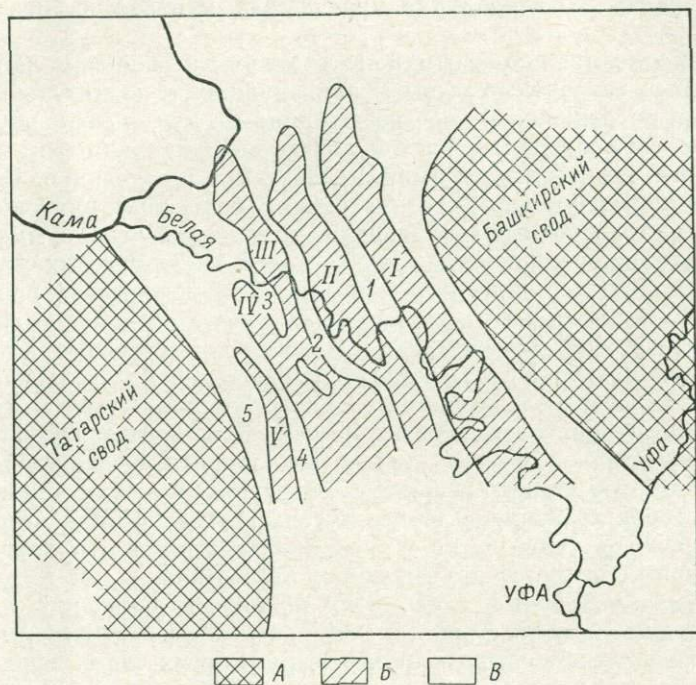 Кама
Белая
Башкирский
свод
III
II
I
1
IV
3
2
Татарский
свод
5
V
4
Уфа
УФА
А
Б
В